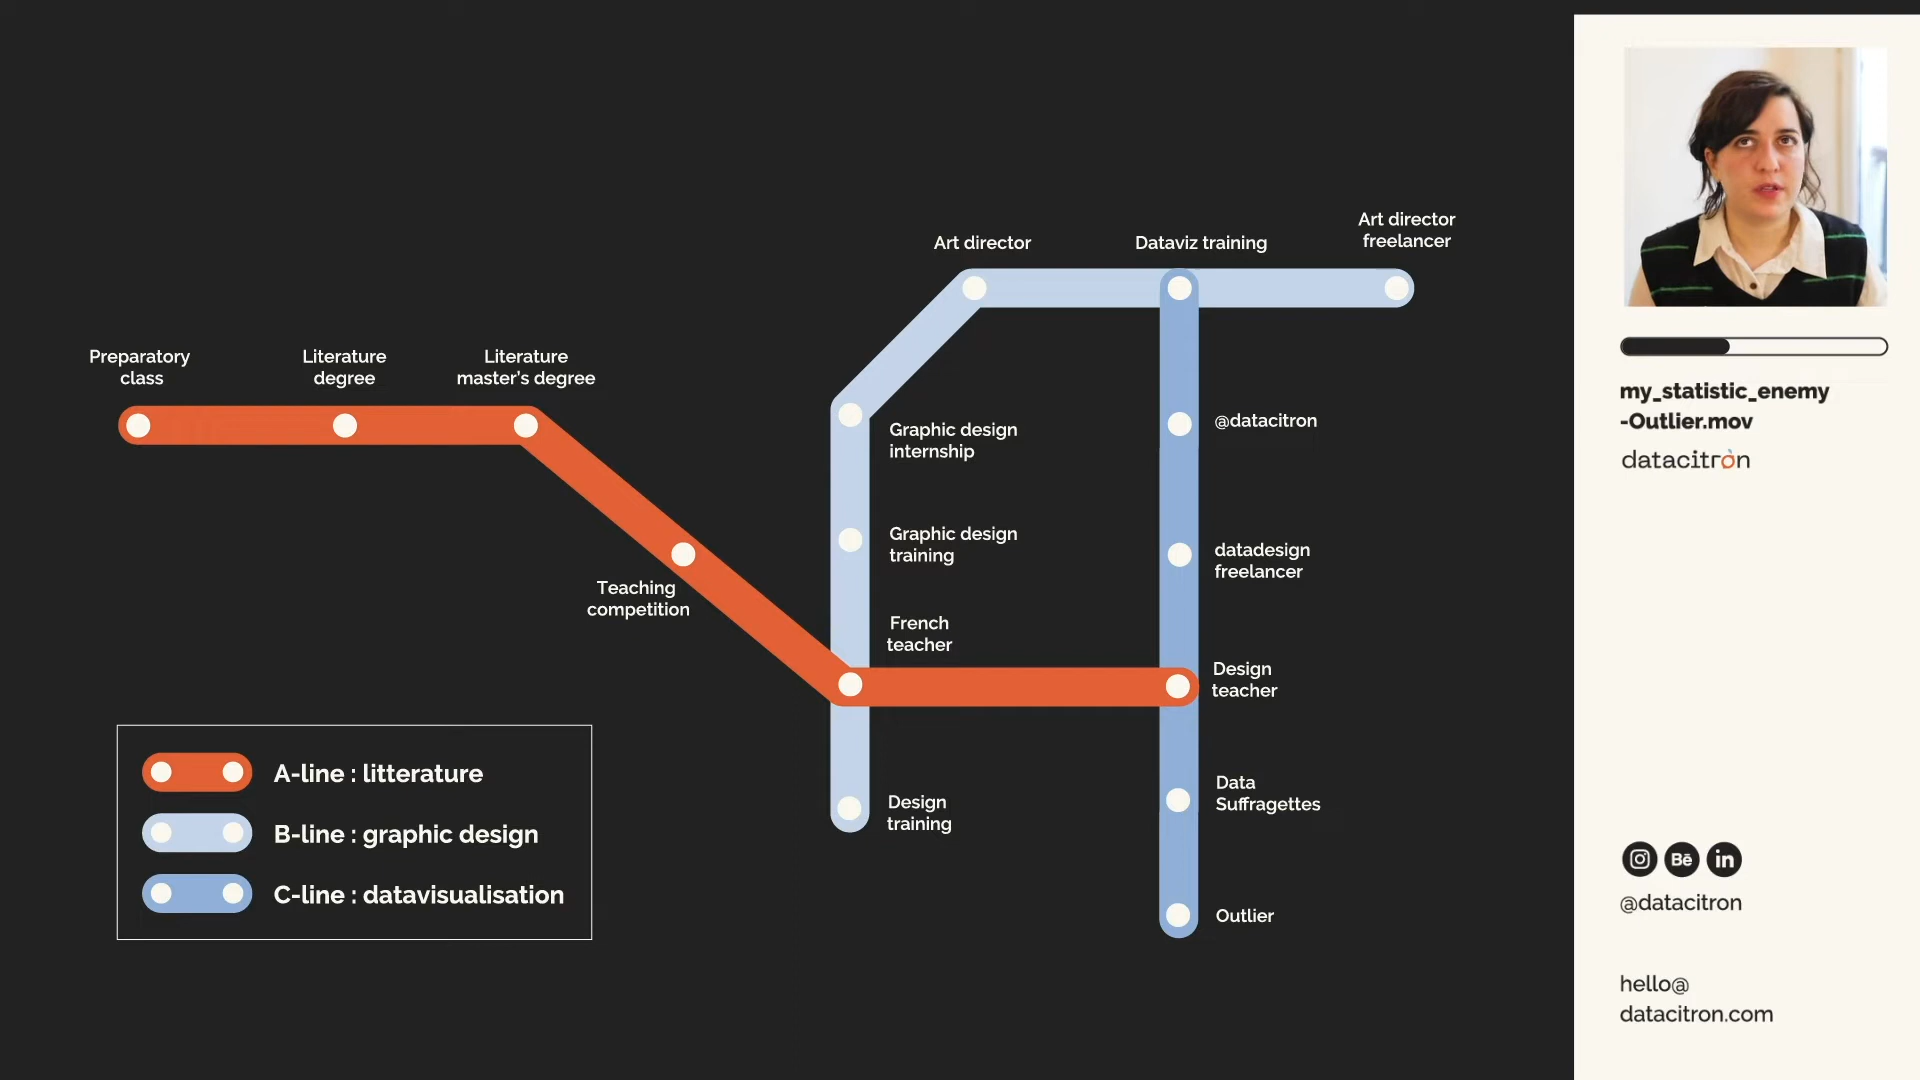 Art director
Dataviz training
Art director
freelancer
Preparatory
class
Literature
degree
Literature
master's degree
Graphic design
internship
@datacitron
Graphic design
training
datadesign
freelancer
Teaching
competition
French
teacher
Design
teacher
Design
training
Data
Suffragettes
Outlier
A-line : litterature
B-line : graphic design
C-line : datavisualisation
my_statistic_enemy
-Outlier.mov
datacitron
Bē
in
@datacitron
hello@
datacitron.com